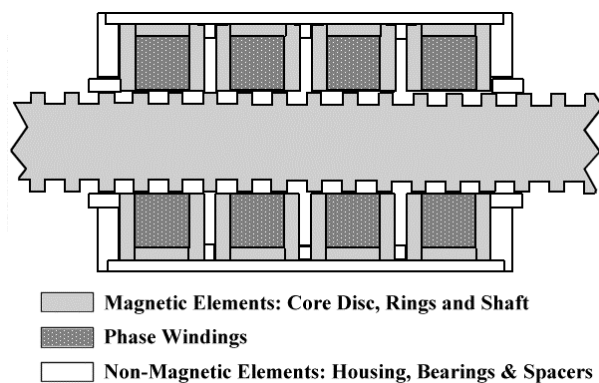 Magnetic Elements: Core Disc, Rings and Shaft
Phase Windings
Non-Magnetic Elements: Housing, Bearings & Spacers